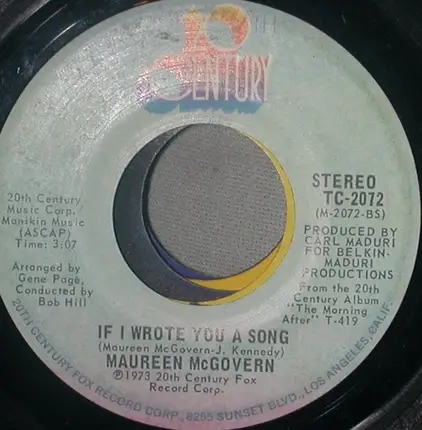 20TH
CENTURY
STEREO
TC-2072
(M-2072-BS)
20th Century
Music Corp.
Manikin Music
(ASCAP)
Time: 3:07
PRODUCED BY
CARL MADURI
FOR BELKIN-
MADURI
PRODUCTIONS
Arranged by
Gene Page,
Conducted by
Bob Hill
From the 20th
Century Album
"The Morning
After" T-419
IF I WROTE YOU A SONG
(Maureen McGovern-J. Kennedy)
MAUREEN McGOVERN
Ⓟ1973 20th Century Fox
Record Corp.
20TH CENTURY FOX RECORD CORP., 8255 SUNSET BLVD., LOS ANGELES, CALIF.